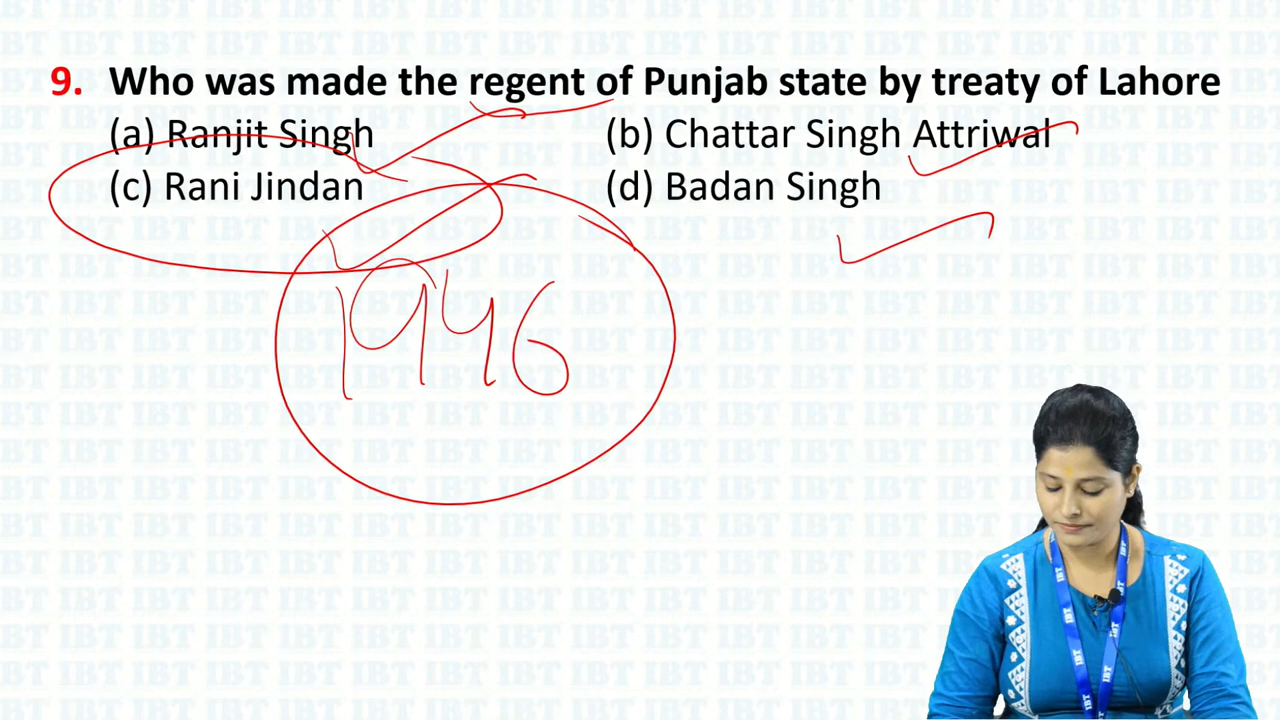 9. Who was made the regent of Punjab state by treaty of Lahore
(a) Ranjit Singh (b) Chattar Singh Attriwal
(c) Rani Jindan (d) Badan Singh
1946
IBT